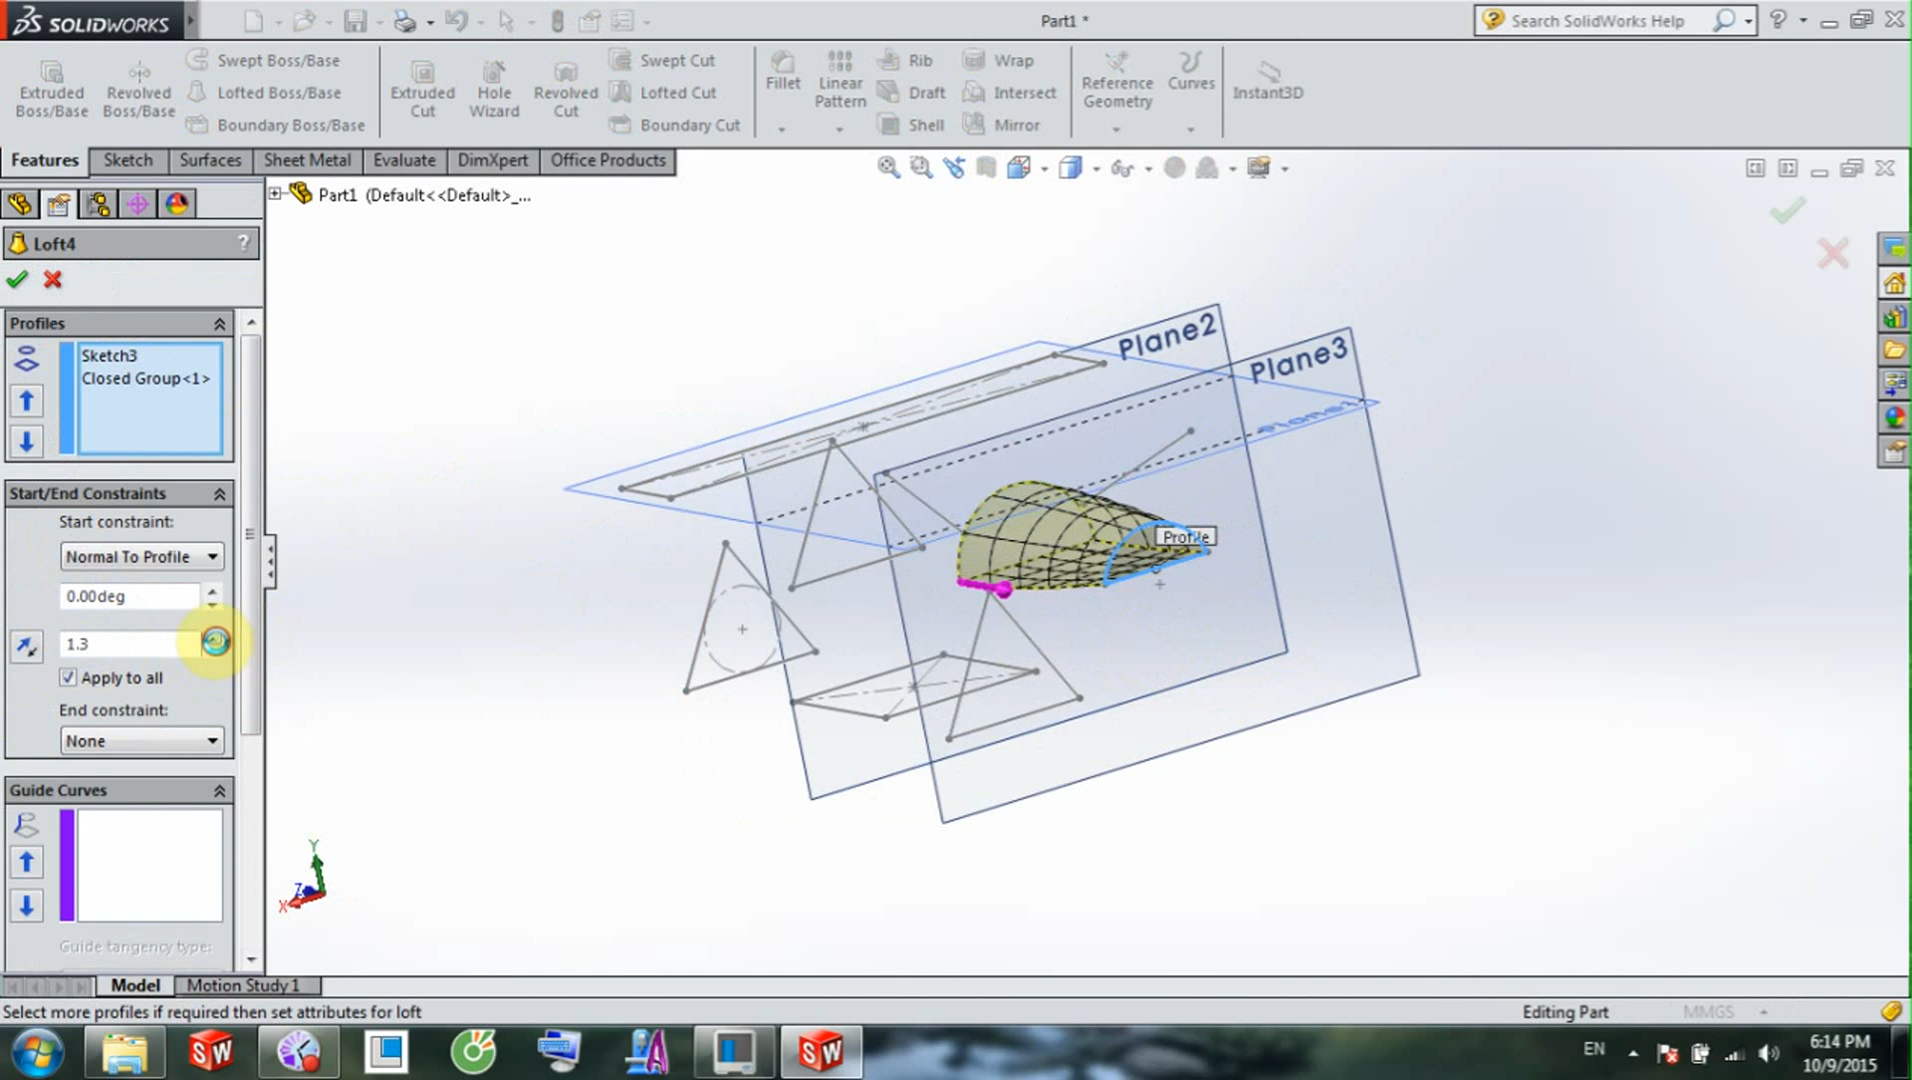 SOLIDWORKS
Part1 *
Search SolidWorks Help
Extruded Boss/Base
Revolved Boss/Base
Swept Boss/Base
Lofted Boss/Base
Boundary Boss/Base
Extruded Cut
Hole Wizard
Revolved Cut
Swept Cut
Lofted Cut
Boundary Cut
Fillet
Linear Pattern
Rib
Draft
Shell
Wrap
Intersect
Mirror
Reference Geometry
Curves
Instant3D
Features
Sketch
Surfaces
Sheet Metal
Evaluate
DimXpert
Office Products
Part1 (Default<<Default>_...
Loft4
?
Profiles
Sketch3
Closed Group<1>
Start/End Constraints
Start constraint:
Normal To Profile
0.00deg
1.3
Apply to all
End constraint:
None
Guide Curves
Guide tangency type:
Plane2
Plane3
Plane1
Profile
Y
Z
X
Model
Motion Study 1
Select more profiles if required then set attributes for loft
Editing Part
MMGS
EN
6:14 PM
10/9/2015